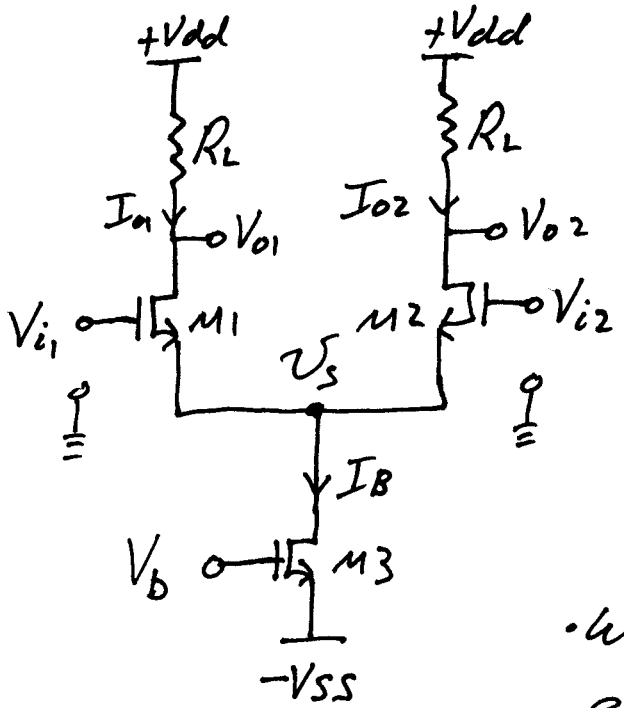 +Vdd +Vdd
RL RL
Io1 Vo1 Io2 Vo2
Vi1 M1 M2 Vi2
Vs
IB
Vb M3
-VSS